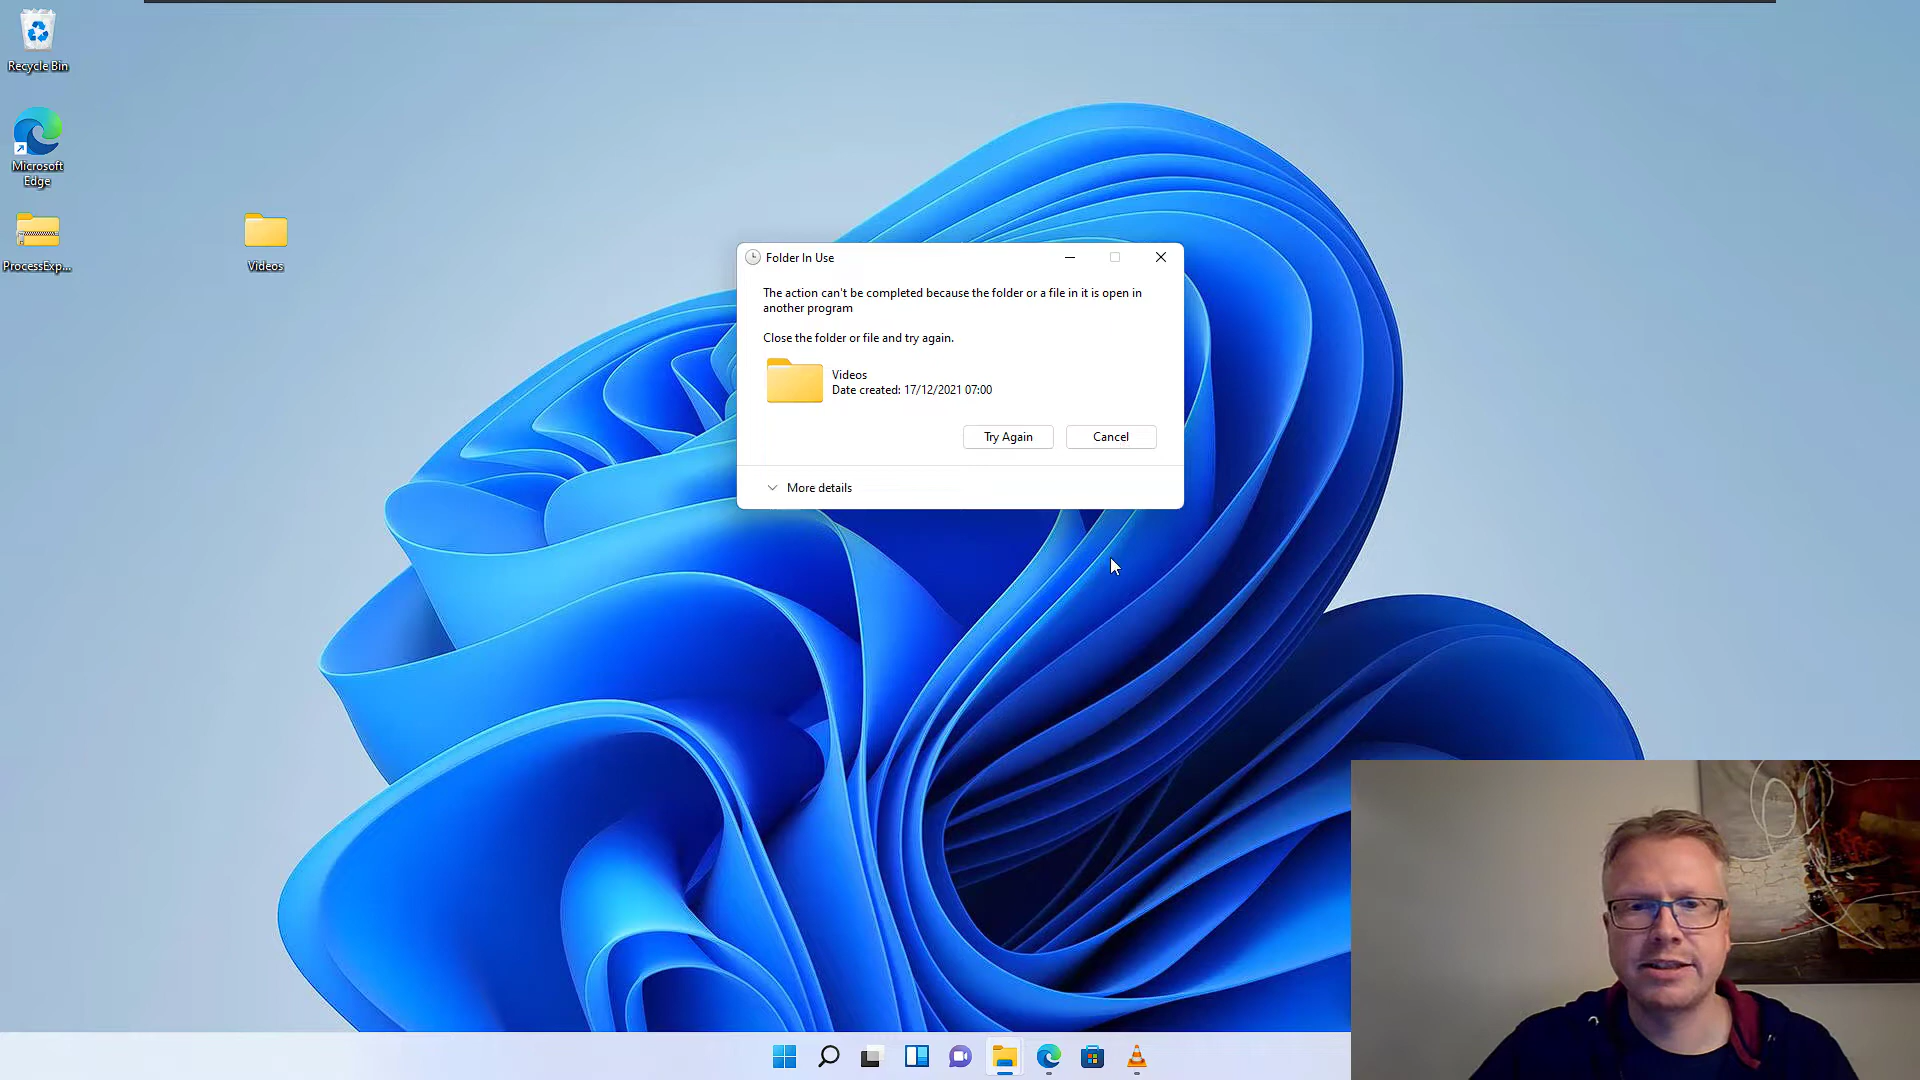 Recycle Bin
Microsoft
Edge
ProcessExp...
Videos
Folder In Use
The action can't be completed because the folder or a file in it is open in
another program
Close the folder or file and try again.
Videos
Date created: 17/12/2021 07:00
Try Again
Cancel
More details